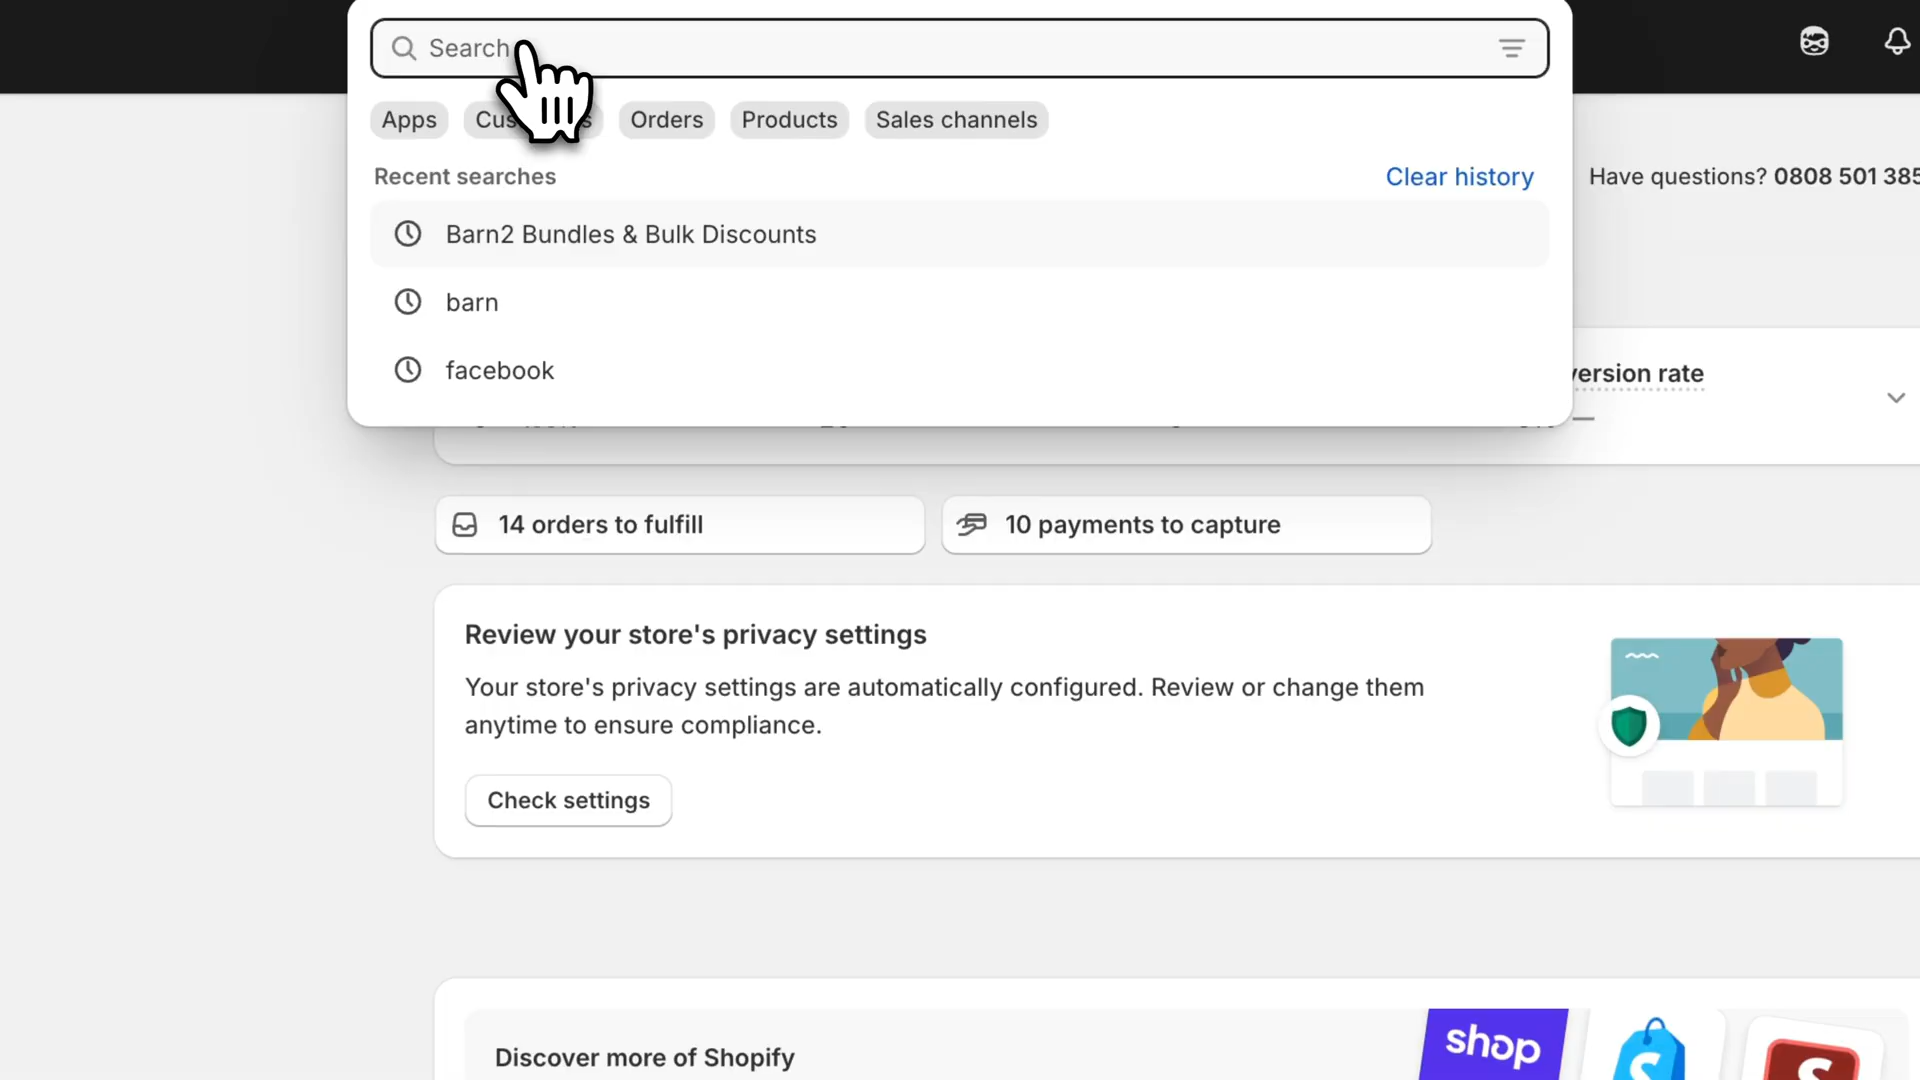 Search
Apps
Orders
Products
Sales channels
Recent searches
Clear history
Have questions? 0808 501 385
Barn2 Bundles & Bulk Discounts
barn
facebook
version rate
14 orders to fulfill
10 payments to capture
Review your store's privacy settings
Your store's privacy settings are automatically configured. Review or change them
anytime to ensure compliance.
Check settings
Discover more of Shopify
shop